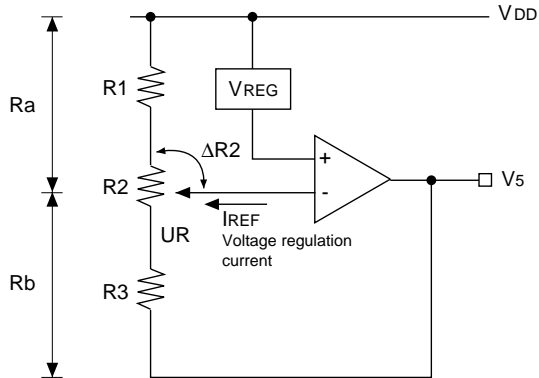 VDD
R1
VREG
Ra
ΔR2
+
R2
-
V5
IREF
UR
Voltage regulation
current
Rb
R3